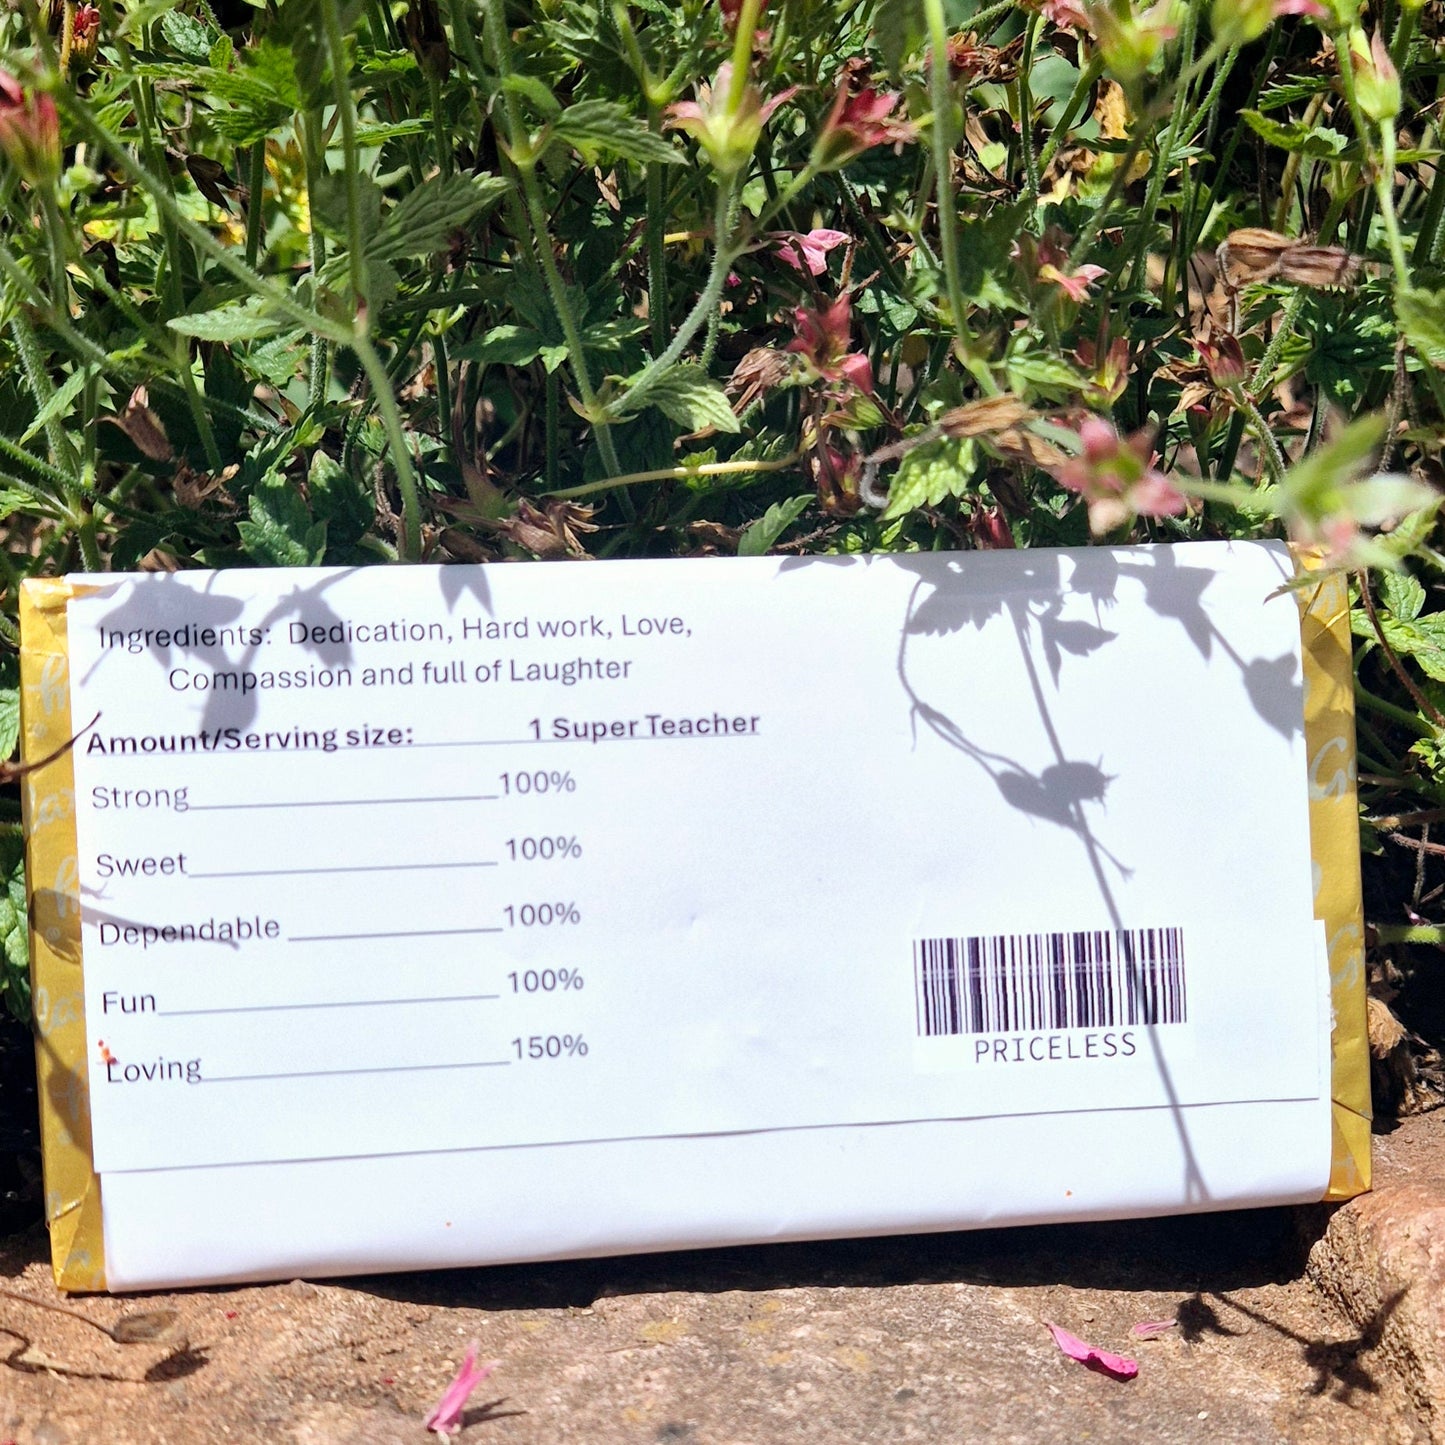 Ingredients: Dedication, Hard work, Love,
Compassion and full of Laughter
Amount/Serving size: 1 Super Teacher
Strong 100%
Sweet 100%
Dependable 100%
Fun 100%
Loving 150%
PRICELESS